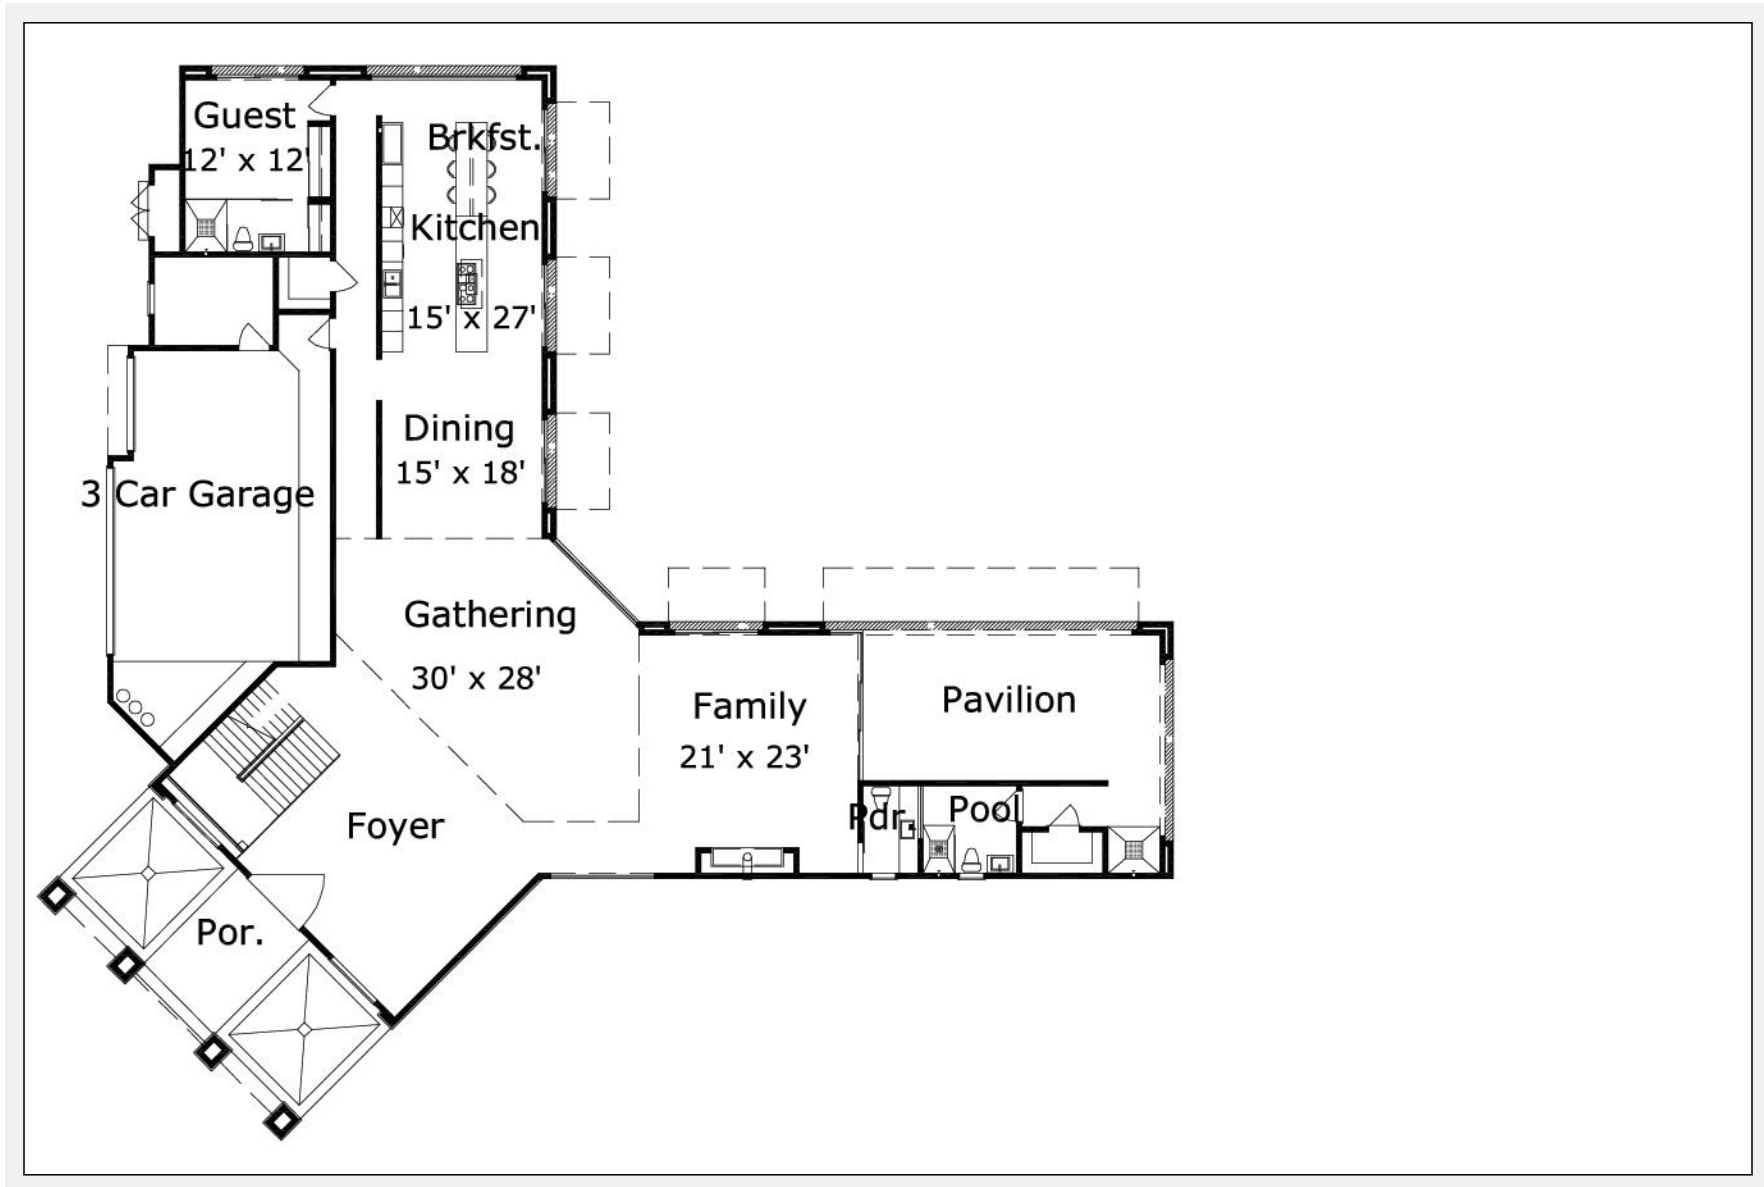 Guest
12' x 12'
Brkfst.
Kitchen
15' x 27'
Dining
15' x 18'
3 Car Garage
Gathering
30' x 28'
Family
21' x 23'
Pavilion
Pdr.
Pool
Foyer
Por.